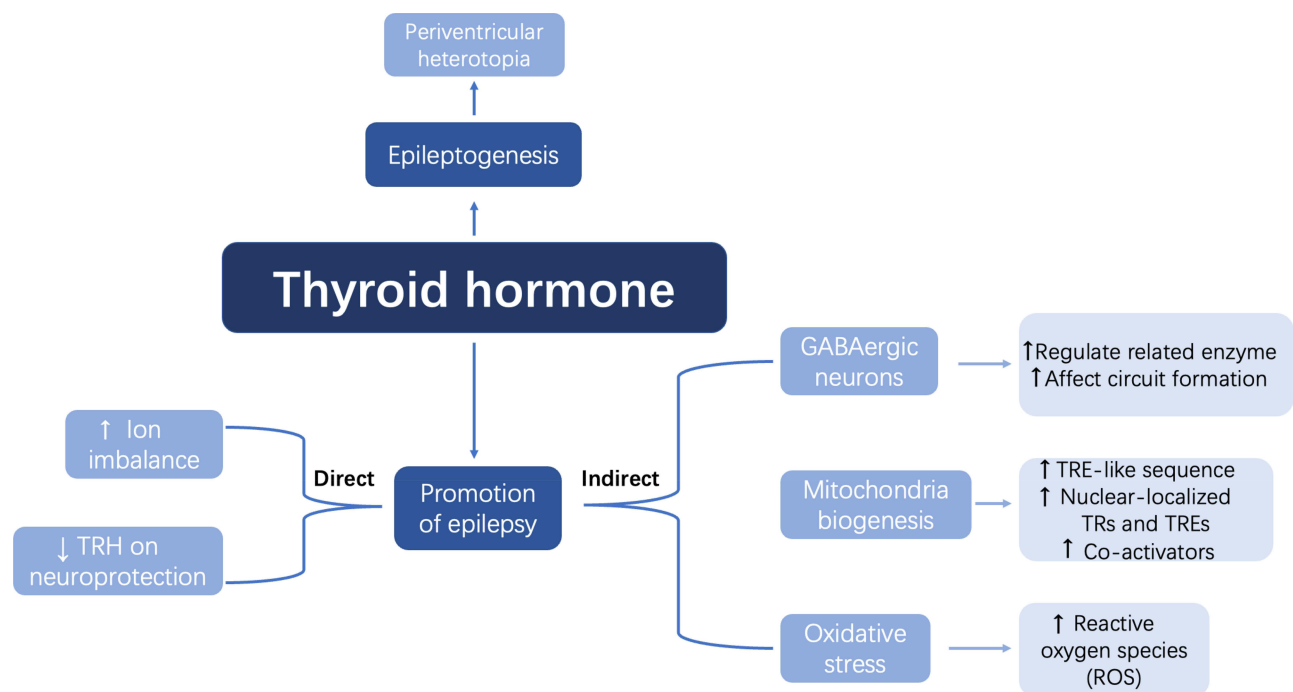 Periventricular
heterotopia
Epileptogenesis
Thyroid hormone
GABAergic
neurons
↑Regulate related enzyme
↑Affect circuit formation
↑ Ion
imbalance
Direct
Promotion
of epilepsy
Indirect
↓ TRH on
neuroprotection
Mitochondria
biogenesis
↑ TRE-like sequence
↑ Nuclear-localized
TRs and TREs
↑ Co-activators
Oxidative
stress
↑ Reactive
oxygen species
(ROS)